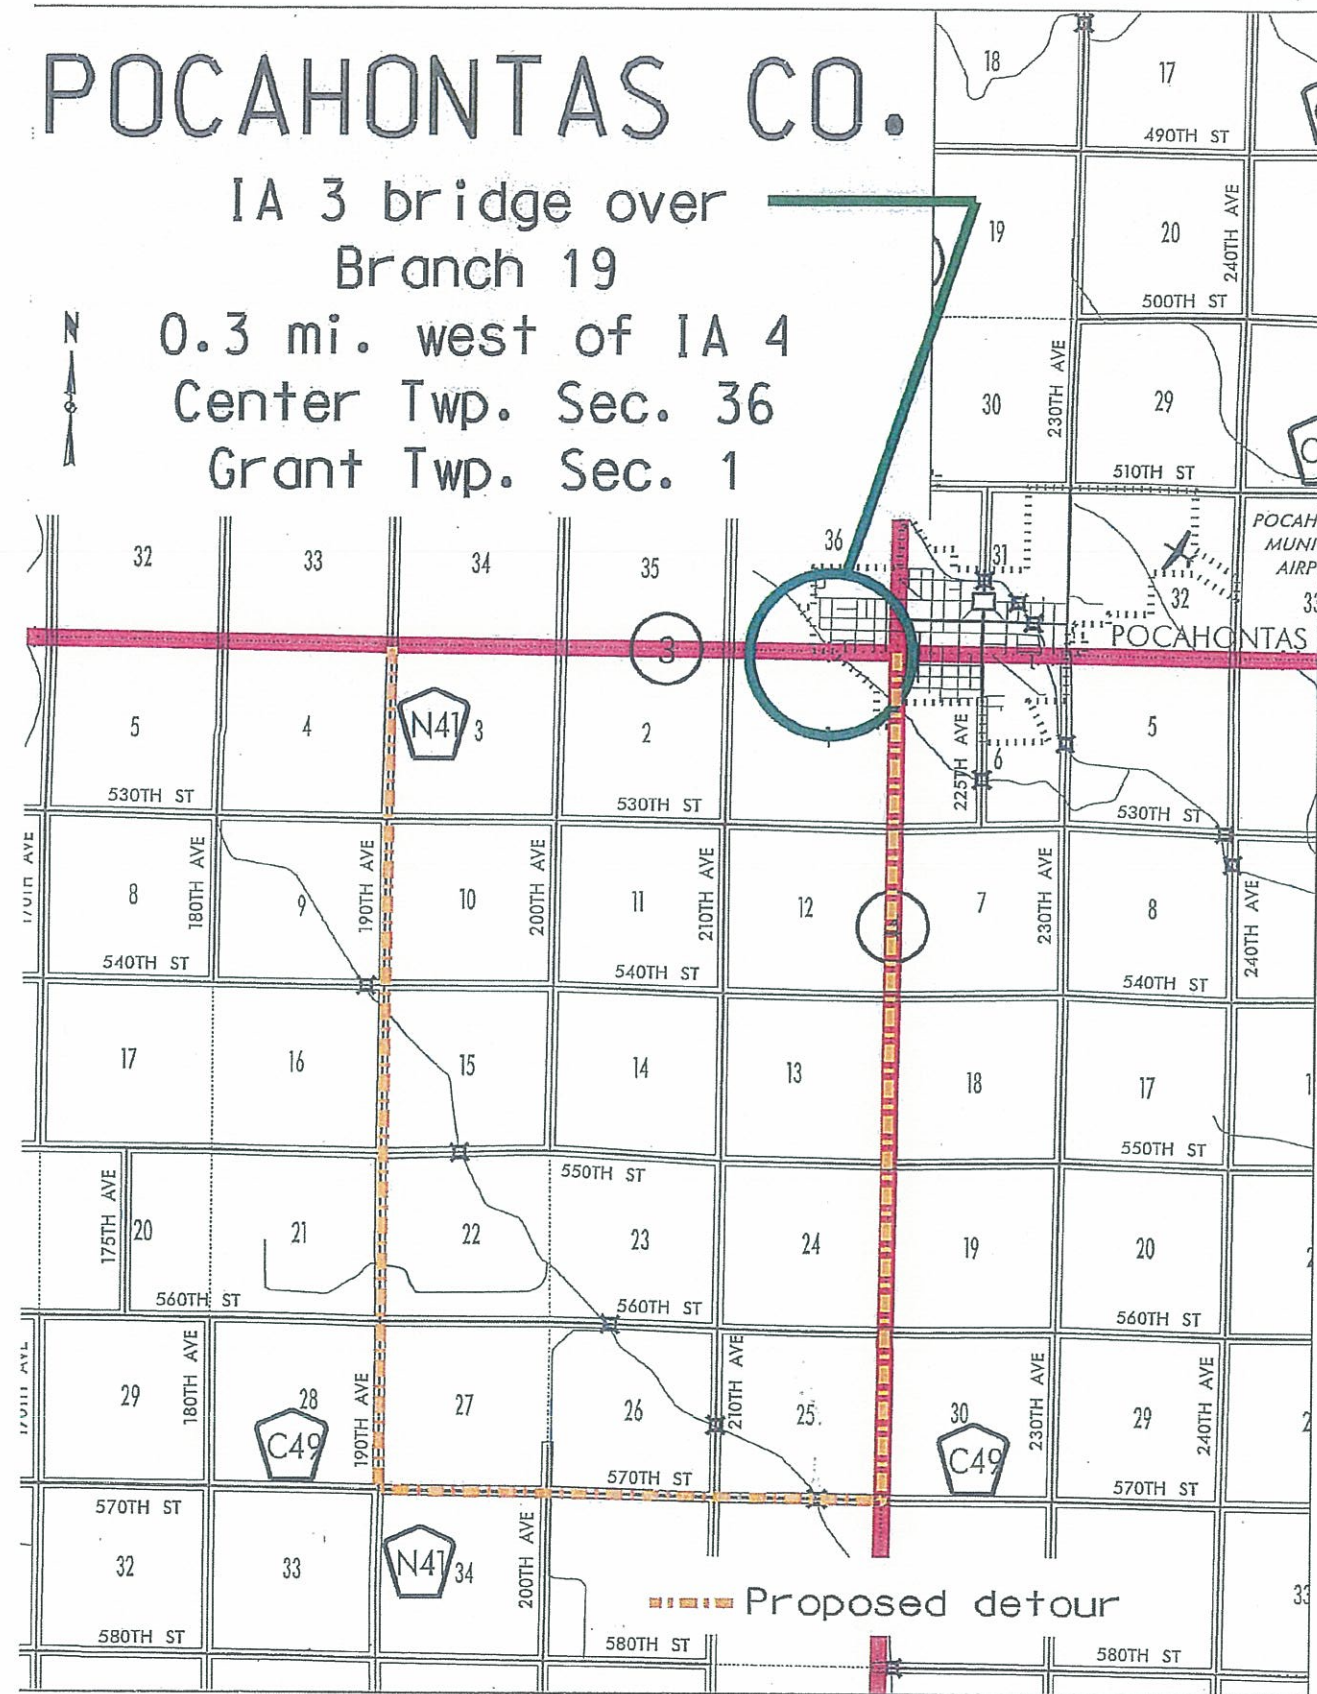 POCAHONTAS CO.
IA 3 bridge over
Branch 19
0.3 mi. west of IA 4
Center Twp. Sec. 36
Grant Twp. Sec. 1
N
18
17
490TH ST
19
20
240TH AVE
500TH ST
30
230TH AVE
29
510TH ST
32
33
34
35
36
31
32
33
POCAH
MUNI
AIRP
POCAHONTAS
3
5
4
N41
3
2
225TH AVE
6
5
530TH ST
530TH ST
530TH ST
170TH AVE
8
180TH AVE
9
190TH AVE
10
200TH AVE
11
210TH AVE
12
7
230TH AVE
8
240TH AVE
540TH ST
540TH ST
540TH ST
17
16
15
14
13
18
17
550TH ST
550TH ST
175TH AVE
20
21
22
23
24
19
20
560TH ST
560TH ST
560TH ST
29
180TH AVE
28
C49
190TH AVE
27
26
210TH AVE
25
30
C49
230TH AVE
29
240TH AVE
570TH ST
570TH ST
570TH ST
32
33
N41
34
200TH AVE
33
Proposed detour
580TH ST
580TH ST
580TH ST